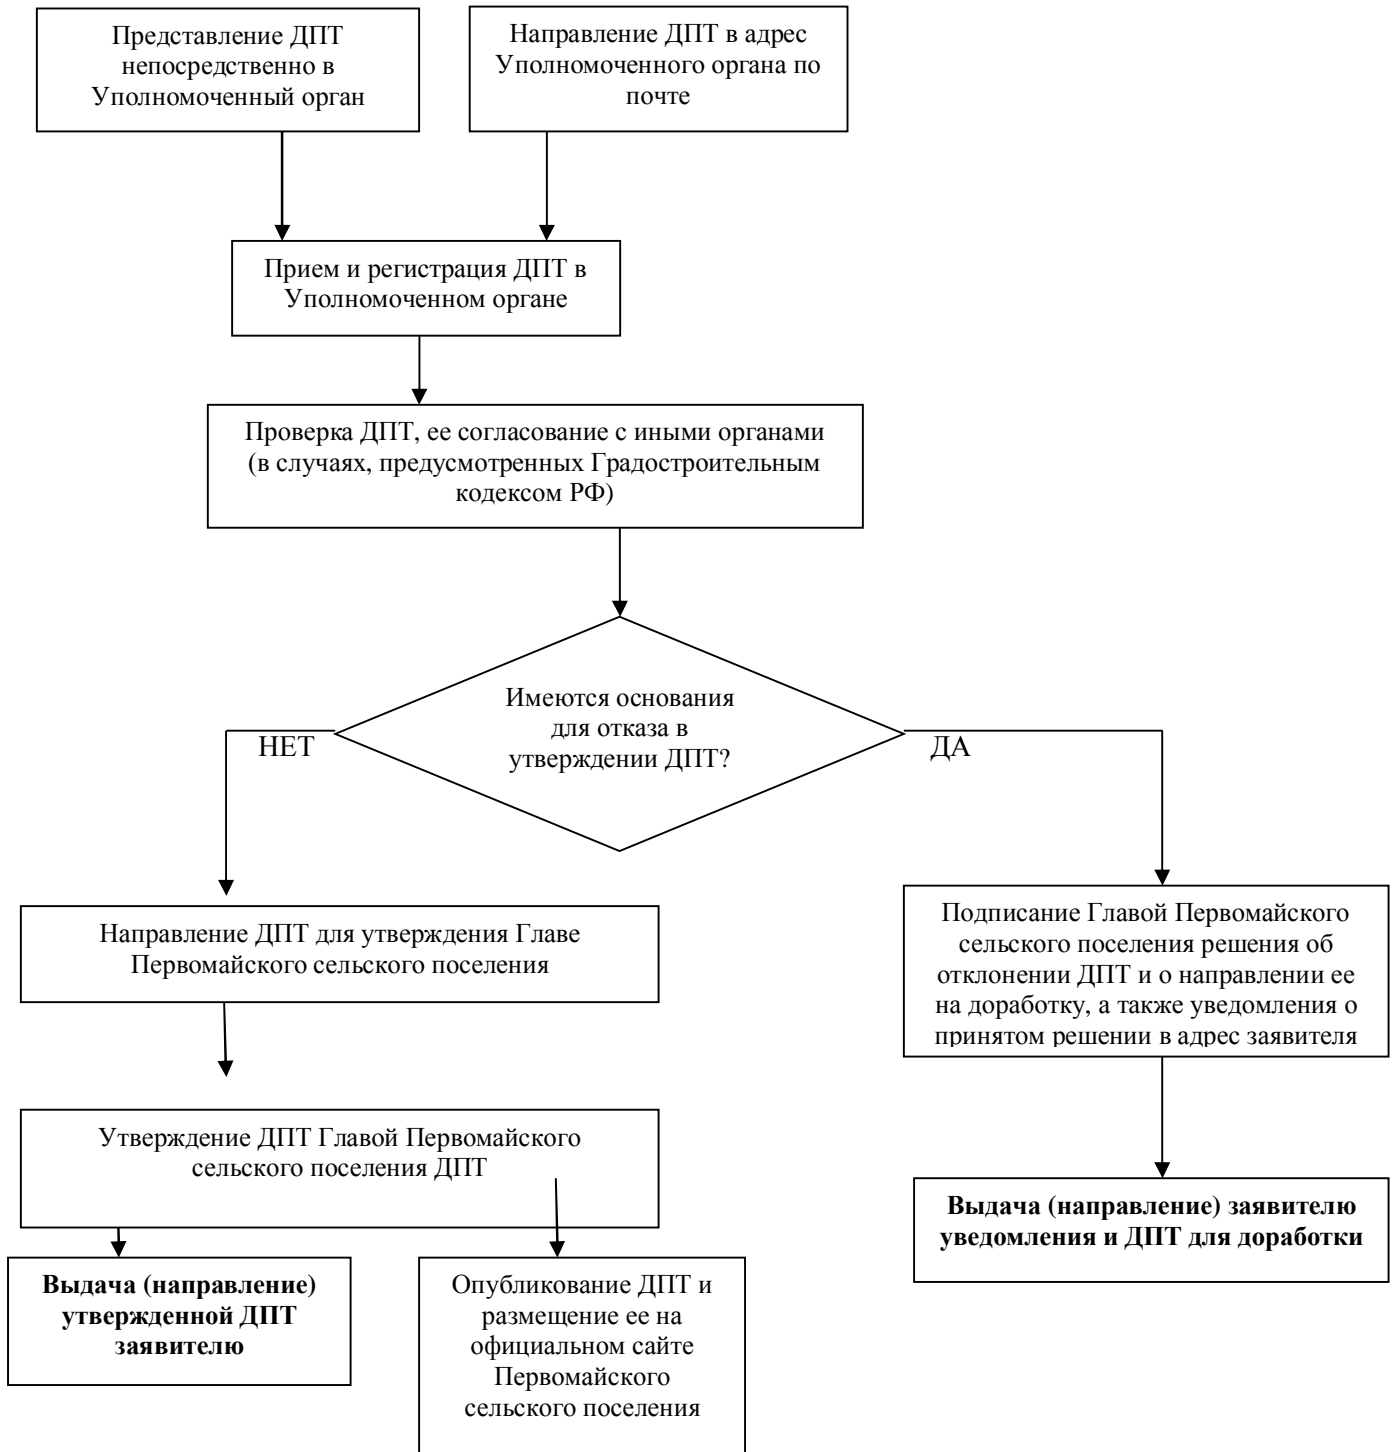 Представление ДПТ
непосредственно в
Уполномоченный орган
Направление ДПТ в адрес
Уполномоченного органа по
почте
Прием и регистрация ДПТ в
Уполномоченном органе
Проверка ДПТ, ее согласование с иными органами
(в случаях, предусмотренных Градостроительным
кодексом РФ)
Имеются основания
для отказа в
утверждении ДПТ?
НЕТ
ДА
Направление ДПТ для утверждения Главе
Первомайского сельского поселения
Подписание Главой Первомайского
сельского поселения решения об
отклонении ДПТ и о направлении ее
на доработку, а также уведомления о
принятом решении в адрес заявителя
Утверждение ДПТ Главой Первомайского
сельского поселения ДПТ
Выдача (направление) заявителю
уведомления и ДПТ для доработки
Выдача (направление)
утвержденной ДПТ
заявителю
Опубликование ДПТ и
размещение ее на
официальном сайте
Первомайского
сельского поселения